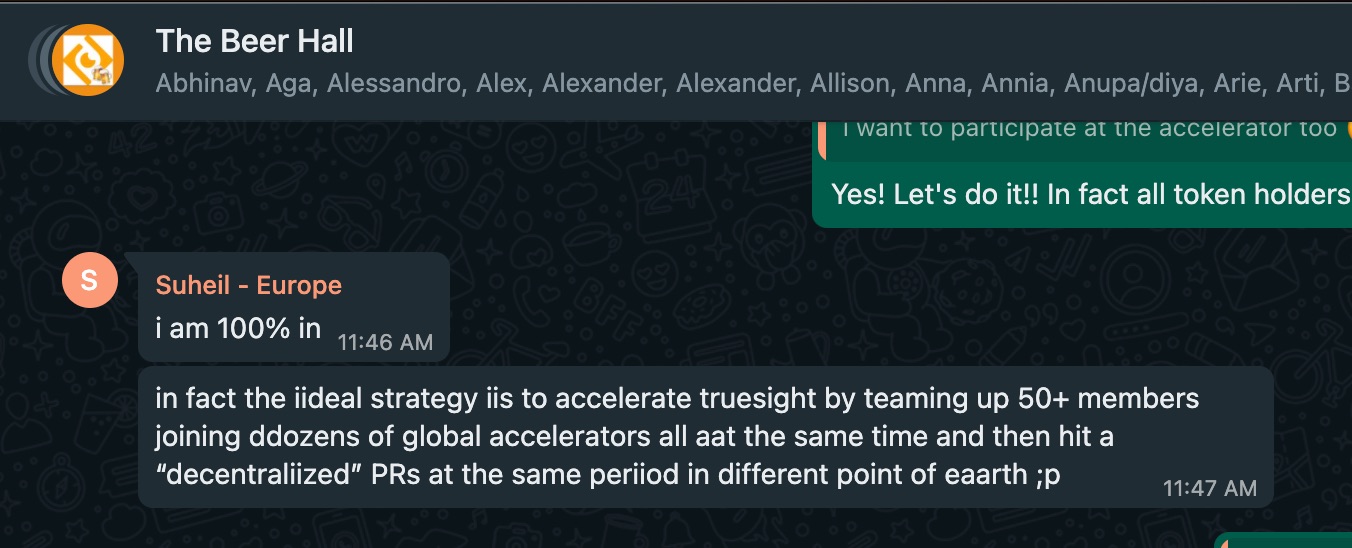 The Beer Hall
Abhinav, Aga, Alessandro, Alex, Alexander, Alexander, Allison, Anna, Annia, Anupa/diya, Arie, Arti, B
I want to participate at the accelerator too
Yes! Let's do it!! In fact all token holders
S
Suheil - Europe
i am 100% in
11:46 AM
in fact the iideal strategy iis to accelerate truesight by teaming up 50+ members
joining ddozens of global accelerators all aat the same time and then hit a
“decentraliized” PRs at the same periiod in different point of eaarth ;p
11:47 AM